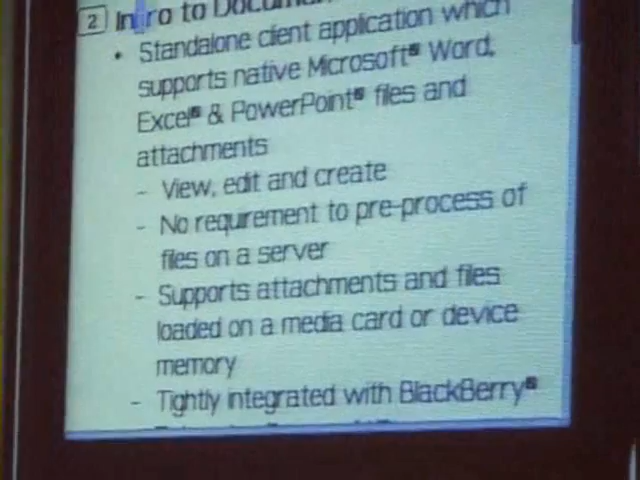 2 Intro to
• Standalone client application which
supports native Microsoft® Word,
Excel® & PowerPoint® files and
attachments
- View, edit and create
- No requirement to pre-process of
files on a server
- Supports attachments and files
loaded on a media card or device
memory
- Tightly integrated with BlackBerry®